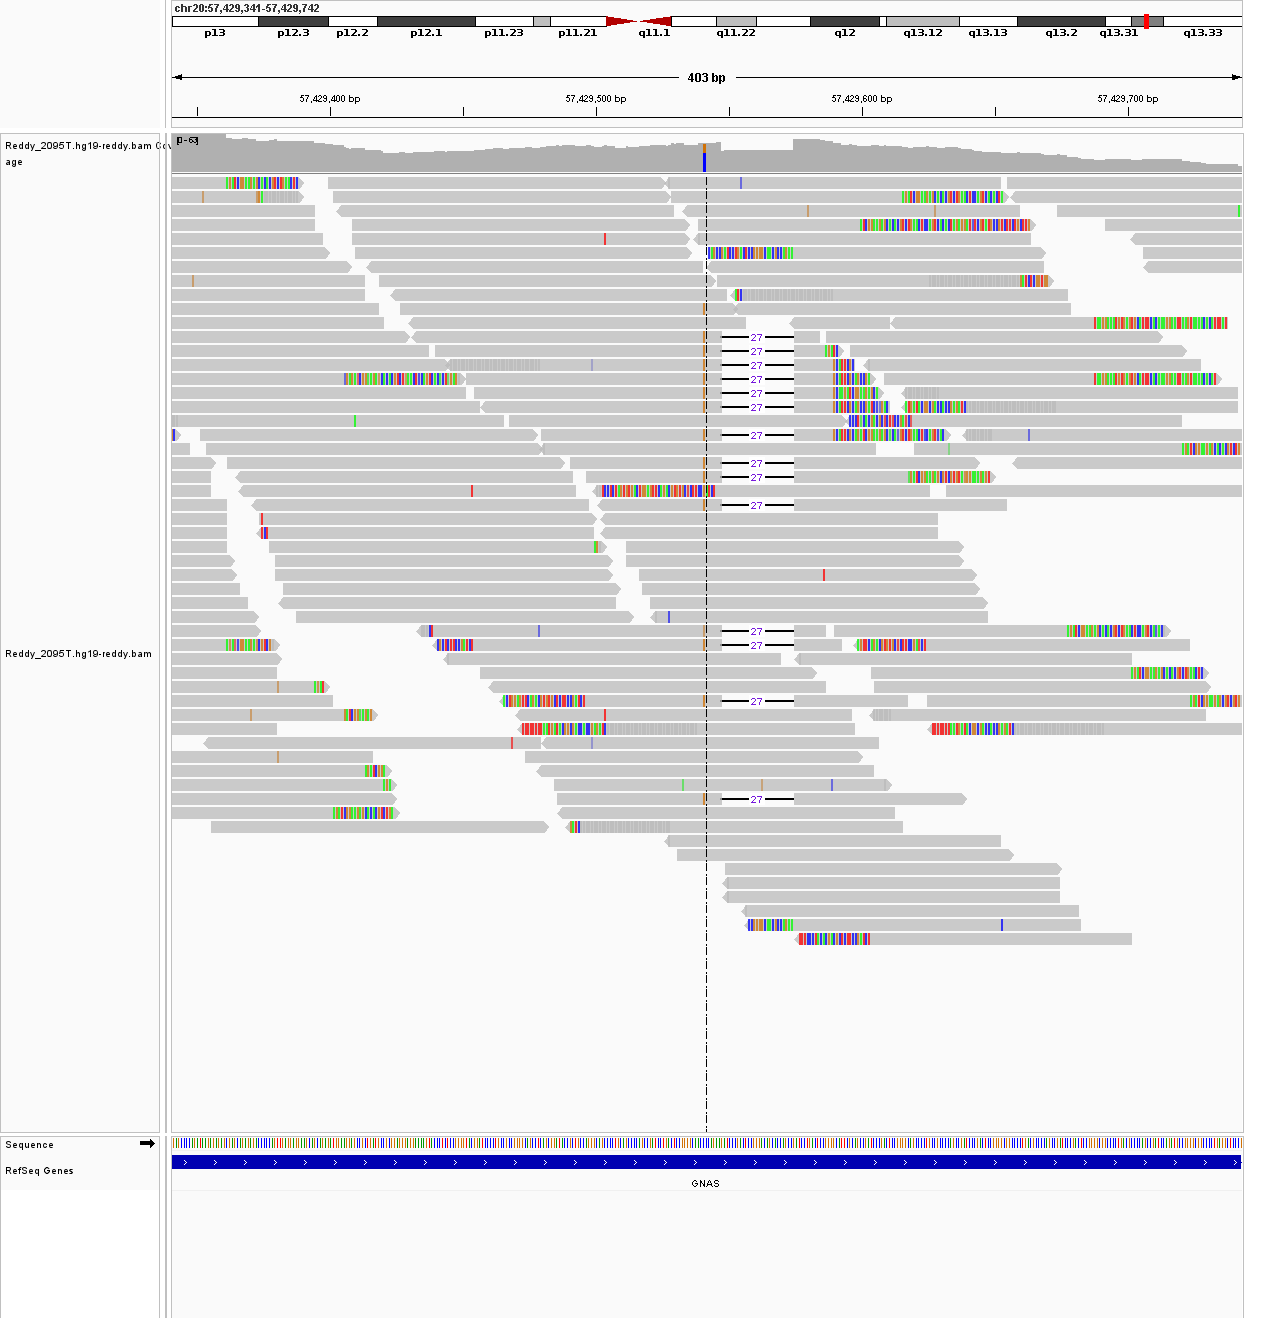 chr20:57,429,341-57,429,742
p13 p12.3 p12.2 p12.1 p11.23 p11.21 q11.1 q11.22 q12 q13.12 q13.13 q13.2 q13.31 q13.33
403 bp
57,429,400 bp 57,429,500 bp 57,429,600 bp 57,429,700 bp
[0-63]
Reddy_2095T.hg19-reddy.bam Cov
age
27
27
27
27
27
27
27
27
27
27
27
27
Reddy_2095T.hg19-reddy.bam
27
27
Sequence
RefSeq Genes
GNAS